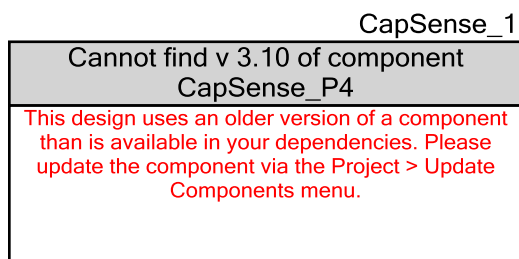 CapSense_1
Cannot find v 3.10 of component
CapSense_P4
This design uses an older version of a component
than is available in your dependencies. Please
update the component via the Project > Update
Components menu.